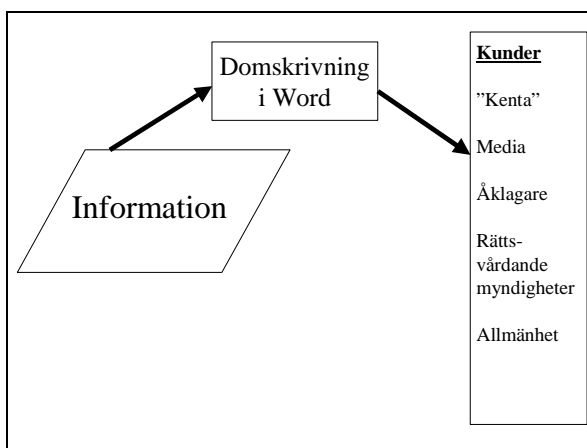 Domskrivning
i Word
Information
Kunder
”Kenta”
Media
Åklagare
Rätts-
vårdande
myndigheter
Allmänhet